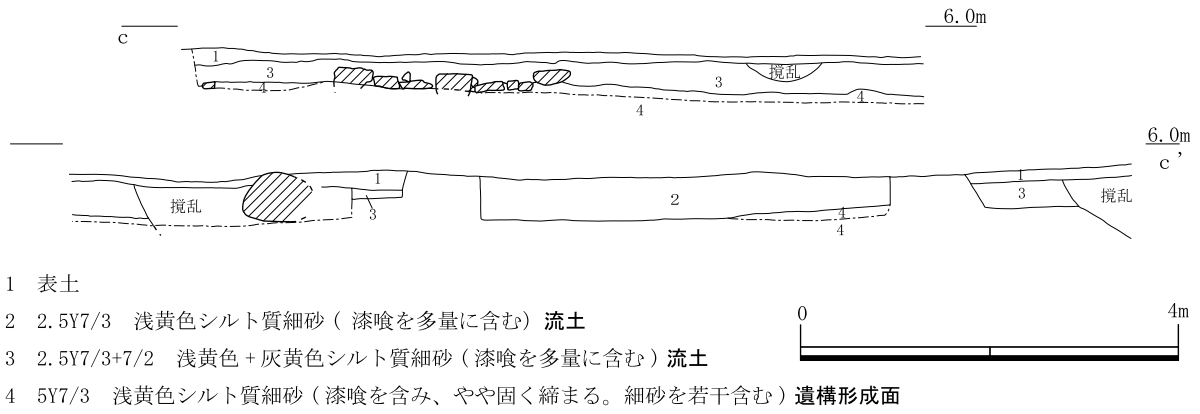 6.0m
c
1
3
4
3
撹乱
4
4
6.0m
c’
撹乱
1
3
2
4
4
1
3
撹乱
1 表土
2 2.5Y7/3 浅黄色シルト質細砂 ( 漆喰を多量に含む) 流土
3 2.5Y7/3+7/2 浅黄色 + 灰黄色シルト質細砂 ( 漆喰を多量に含む ) 流土
4 5Y7/3 浅黄色シルト質細砂 ( 漆喰を含み、やや固く締まる。細砂を若干含む ) 遺構形成面
0 4m